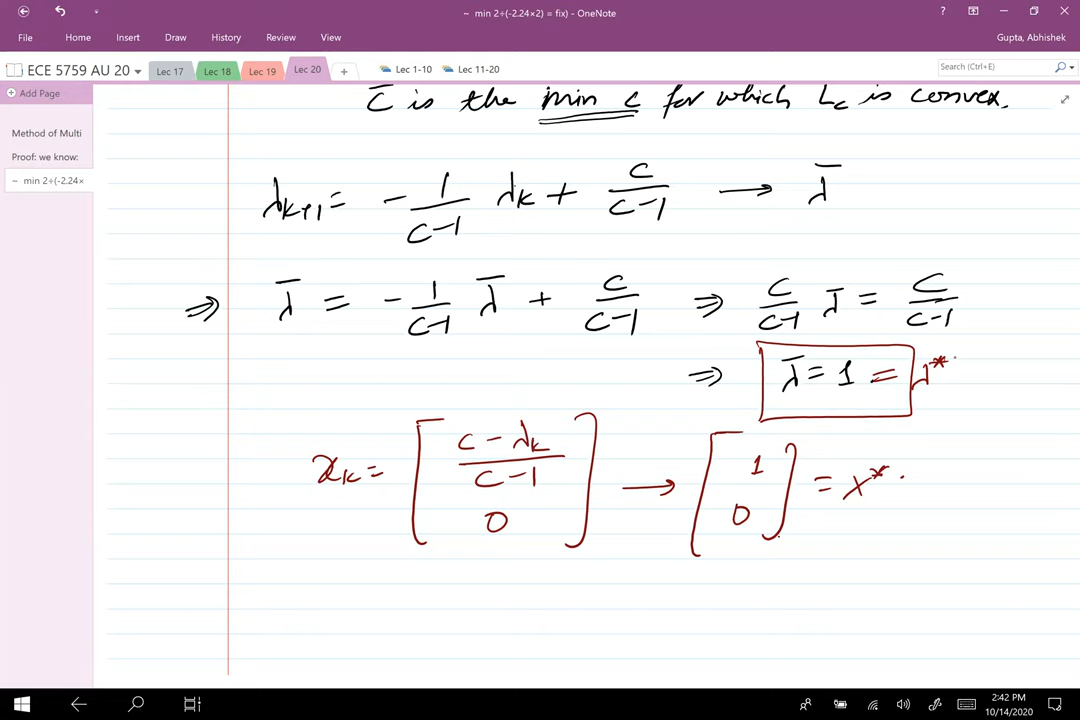 ~ min 2÷(-2.24×2) = fix) - OneNote
File Home Insert Draw History Review View Gupta, Abhishek
ECE 5759 AU 20 Lec 17 Lec 18 Lec 19 Lec 20 + Lec 1-10 Lec 11-20 Search (Ctrl+E)
Add Page
Method of Multi
Proof: we know:
~ min 2÷(-2.24×
c̄ is the min c for which L_c is convex.
λ_{k+1} = - 1/(c-1) λ_k + c/(c-1) → λ̄
⇒ λ̄ = - 1/(c-1) λ̄ + c/(c-1) ⇒ c/(c-1) λ̄ = c/(c-1)
⇒ λ̄ = 1 = λ*
x_k = [ (c - λ_k)/(c-1) 0 ] → [ 1 0 ] = x*.
2:42 PM
10/14/2020